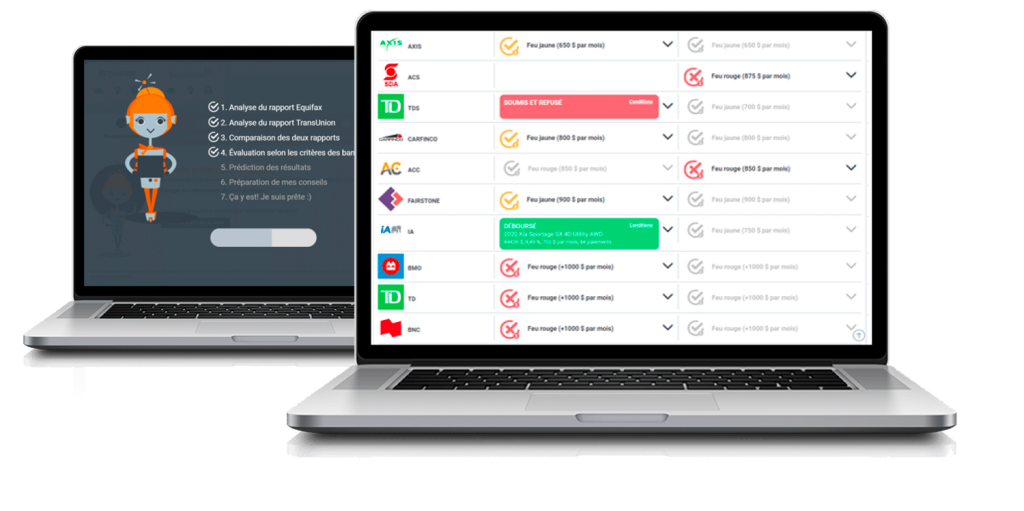 1. Analyse du rapport Equifax
2. Analyse du rapport TransUnion
3. Comparaison des deux rapports
4. Évaluation selon les critères des ban
5. Prédiction des résultats
6. Préparation de mes conseils
7. Ça y est! Je suis prête :)
AXIS AXIS Feu jaune (650 $ par mois) Feu jaune (650 $ par mois)
SDA ACS Feu rouge (875 $ par mois)
TD TDS SOUMIS ET REFUSÉ Conditions Feu jaune (700 $ par mois)
CARFINCO CARFINCO Feu jaune (800 $ par mois) Feu jaune (800 $ par mois)
AC ACC Feu rouge (850 $ par mois) Feu rouge (850 $ par mois)
FAIRSTONE Feu jaune (900 $ par mois) Feu jaune (900 $ par mois)
iA IA DÉBOURSÉ Conditions Feu jaune (750 $ par mois)
2020 Kia Sportage SX 4D Utility AWD
$ par mois, 84 paiements
BMO Feu rouge (+1000 $ par mois) Feu rouge (+1000 $ par mois)
TD TD Feu rouge (+1000 $ par mois) Feu rouge (+1000 $ par mois)
BNC Feu rouge (+1000 $ par mois) Feu rouge (+1000 $ par mois)